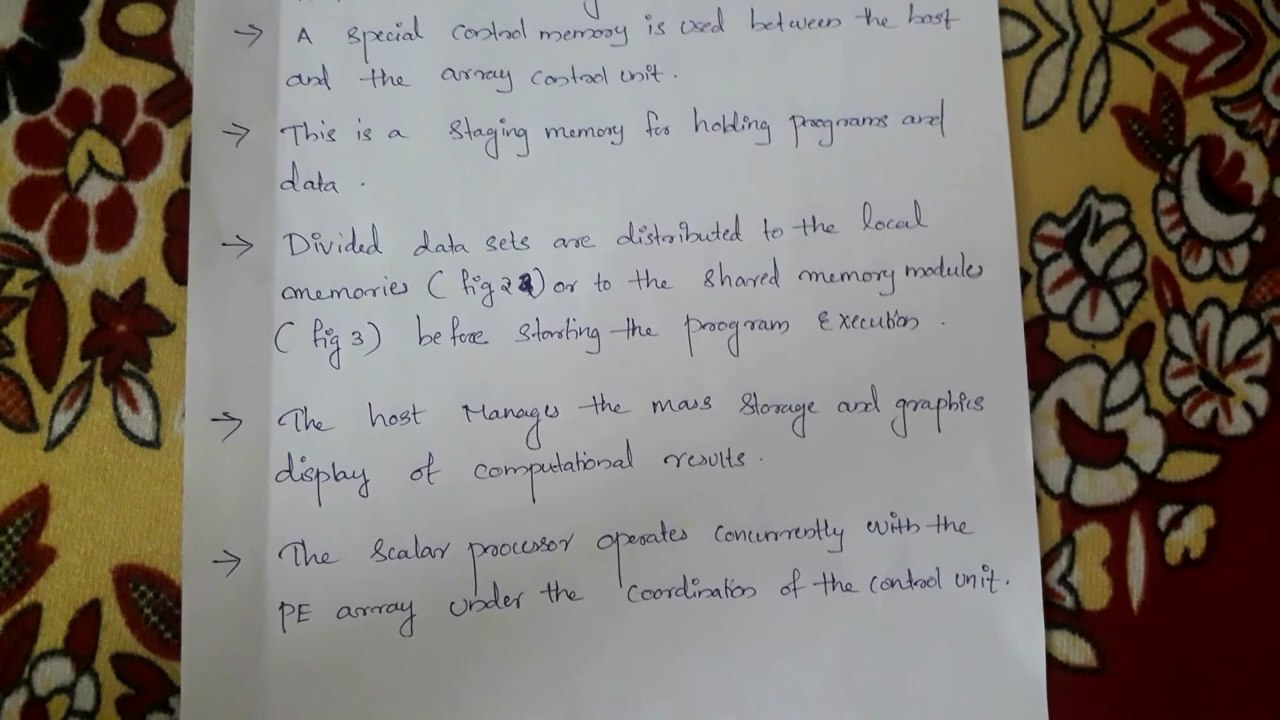 → A special control memory is used between the host
and the array control unit.
→ This is a staging memory for holding programs and
data.
→ Divided data sets are distributed to the local
memories (fig 2) or to the shared memory modules
(fig 3) before starting the program Execution.
→ The host Manages the mass storage and graphics
display of computational results.
→ The scalar processor operates concurrently with the
PE array under the coordination of the control unit.